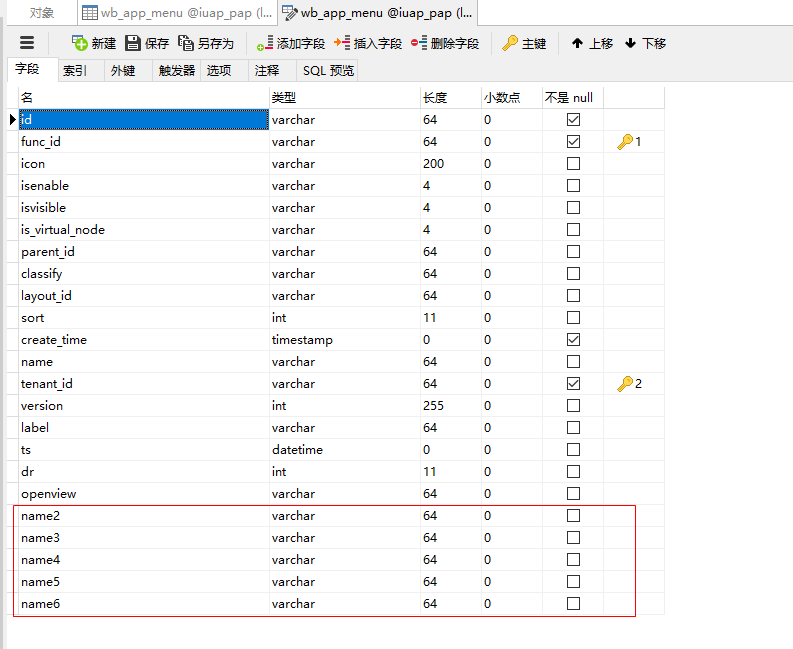 对象 wb_app_menu @iuap_pap (l... wb_app_menu @iuap_pap (l...
新建 保存 另存为 添加字段 插入字段 删除字段 主键 上移 下移
字段 索引 外键 触发器 选项 注释 SQL 预览
名 类型 长度 小数点 不是 null
id varchar 64 0
func_id varchar 64 0 1
icon varchar 200 0
isenable varchar 4 0
isvisible varchar 4 0
is_virtual_node varchar 4 0
parent_id varchar 64 0
classify varchar 64 0
layout_id varchar 64 0
sort int 11 0
create_time timestamp 0 0
name varchar 64 0
tenant_id varchar 64 0 2
version int 255 0
label varchar 64 0
ts datetime 0 0
dr int 11 0
openview varchar 64 0
name2 varchar 64 0
name3 varchar 64 0
name4 varchar 64 0
name5 varchar 64 0
name6 varchar 64 0